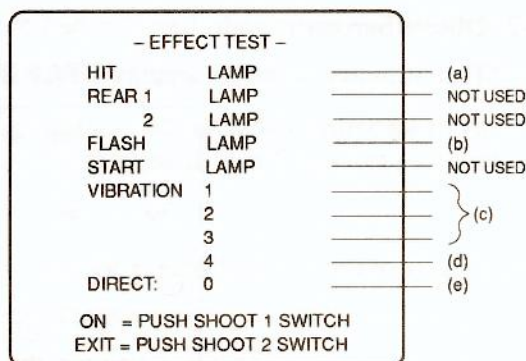 – EFFECT TEST –
HIT LAMP (a)
REAR 1 LAMP NOT USED
2 LAMP NOT USED
FLASH LAMP (b)
START LAMP NOT USED
VIBRATION 1
2 (c)
3
4 (d)
DIRECT: 0 (e)
ON = PUSH SHOOT 1 SWITCH
EXIT = PUSH SHOOT 2 SWITCH